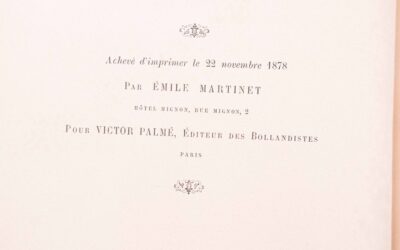 Achevé d'imprimer le 22 novembre 1878
PAR ÉMILE MARTINET
HÔTEL MIGNON, RUE MIGNON, 2
POUR VICTOR PALMÉ, ÉDITEUR DES BOLLANDISTES
PARIS